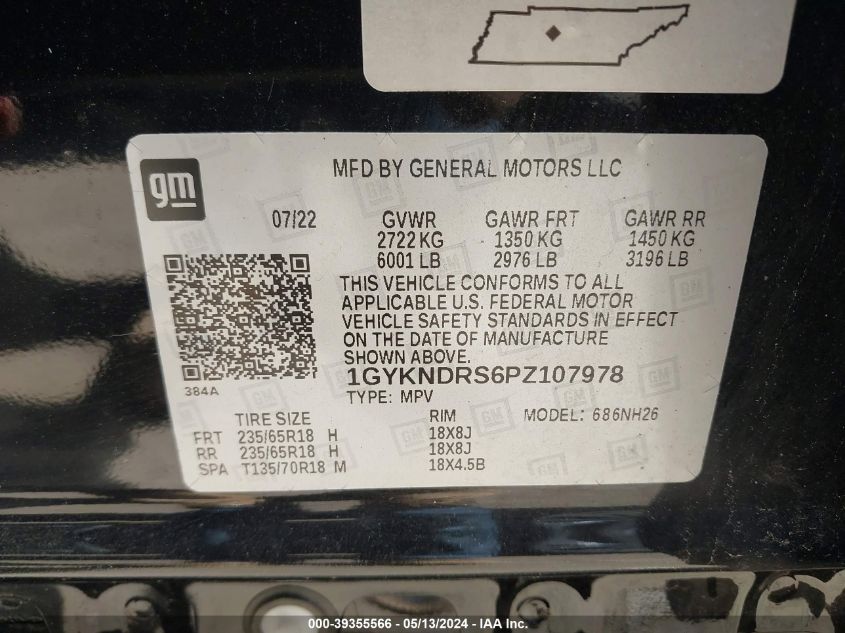 MFD BY GENERAL MOTORS LLC
gm
07/22 GVWR GAWR FRT GAWR RR
2722 KG 1350 KG 1450 KG
6001 LB 2976 LB 3196 LB
THIS VEHICLE CONFORMS TO ALL
APPLICABLE U.S. FEDERAL MOTOR
VEHICLE SAFETY STANDARDS IN EFFECT
ON THE DATE OF MANUFACTURE
SHOWN ABOVE.
384A
1GYKNDRS6PZ107978
TYPE: MPV
TIRE SIZE RIM MODEL: 686NH26
FRT 235/65R18 H 18X8J
RR 235/65R18 H 18X8J
SPA T135/70R18 M 18X4.5B
000-39355566 - 05/13/2024 - IAA Inc.